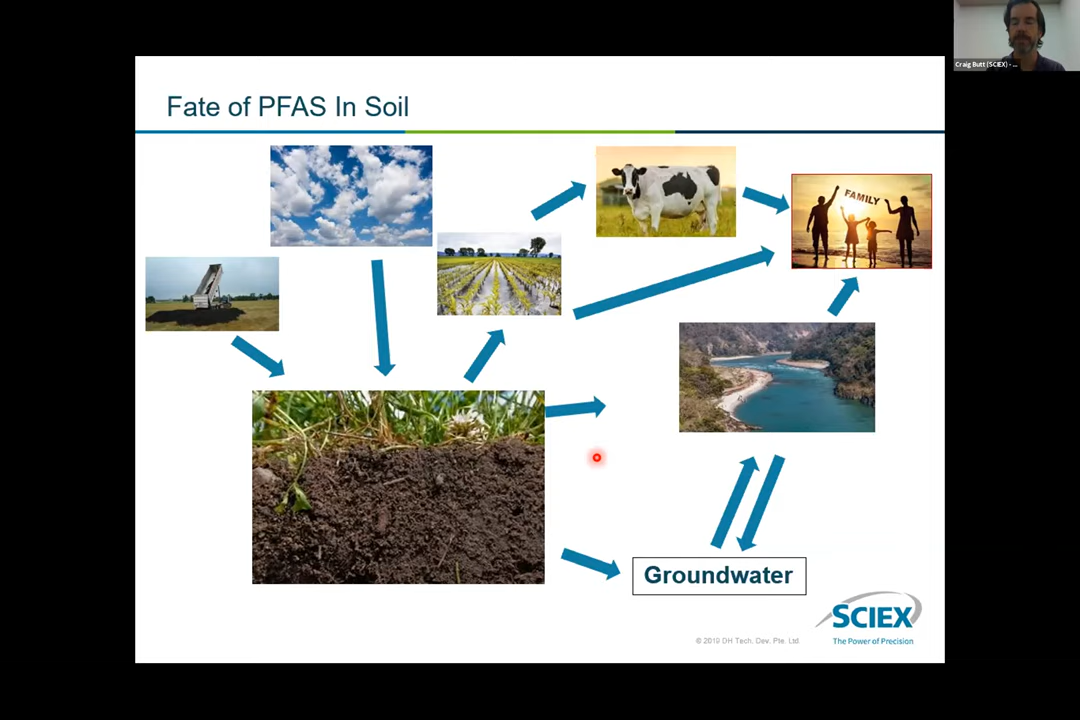 Craig Butt (SCIEX) - ...
Fate of PFAS In Soil
FAMILY
Groundwater
SCIEX
The Power of Precision
© 2019 DH Tech. Dev. Pte. Ltd.